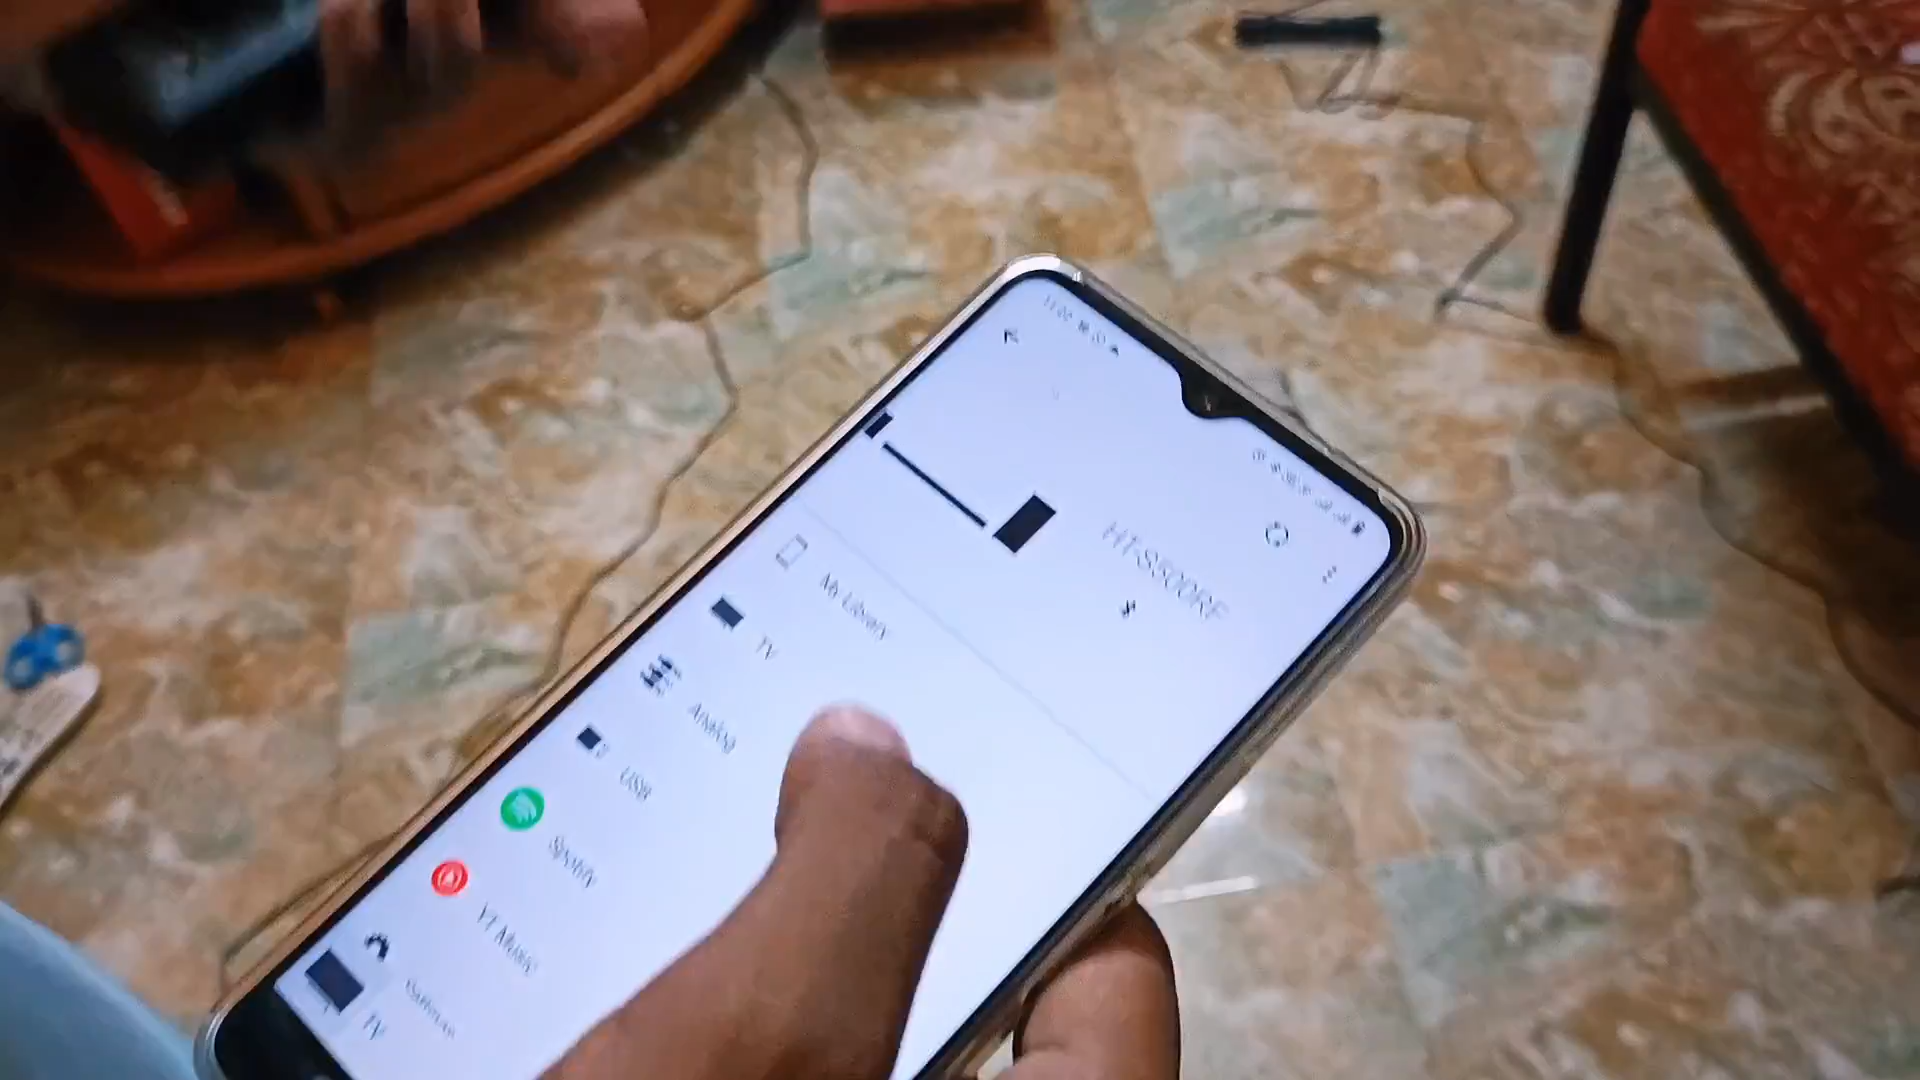 HT-S500RF
My Library
TV
Analog
USB
Spotify
YT Music
TV